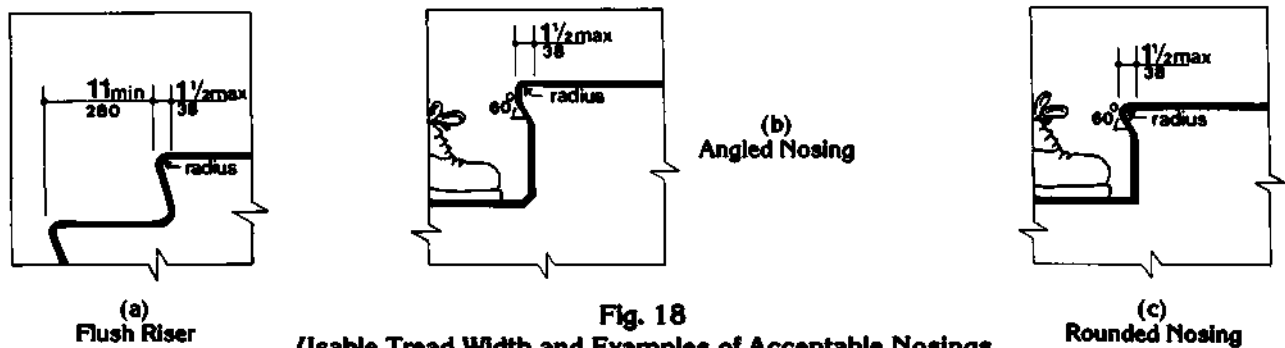 11min
280
1½max
38
radius
(a)
Flush Riser
1½max
38
60°
radius
(b)
Angled Nosing
Fig. 18
Usable Tread Width and Examples of Acceptable Nosings
1½max
38
60°
radius
(c)
Rounded Nosing